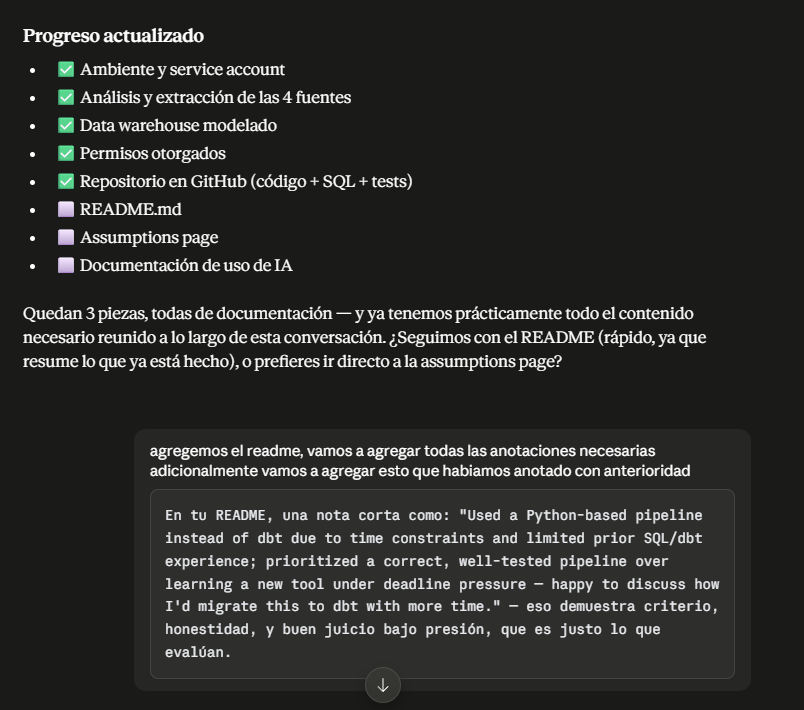 Progreso actualizado
• ✅ Ambiente y service account
• ✅ Análisis y extracción de las 4 fuentes
• ✅ Data warehouse modelado
• ✅ Permisos otorgados
• ✅ Repositorio en GitHub (código + SQL + tests)
• ⬜ README.md
• ⬜ Assumptions page
• ⬜ Documentación de uso de IA
Quedan 3 piezas, todas de documentación — y ya tenemos prácticamente todo el contenido
necesario reunido a lo largo de esta conversación. ¿Seguimos con el README (rápido, ya que
resume lo que ya está hecho), o prefieres ir directo a la assumptions page?
agregemos el readme, vamos a agregar todas las anotaciones necesarias
adicionalmente vamos a agregar esto que habiamos anotado con anterioridad
En tu README, una nota corta como: "Used a Python-based pipeline
instead of dbt due to time constraints and limited prior SQL/dbt
experience; prioritized a correct, well-tested pipeline over
learning a new tool under deadline pressure — happy to discuss how
I'd migrate this to dbt with more time." — eso demuestra criterio,
honestidad, y buen juicio bajo presión, que es justo lo que
evalúan.